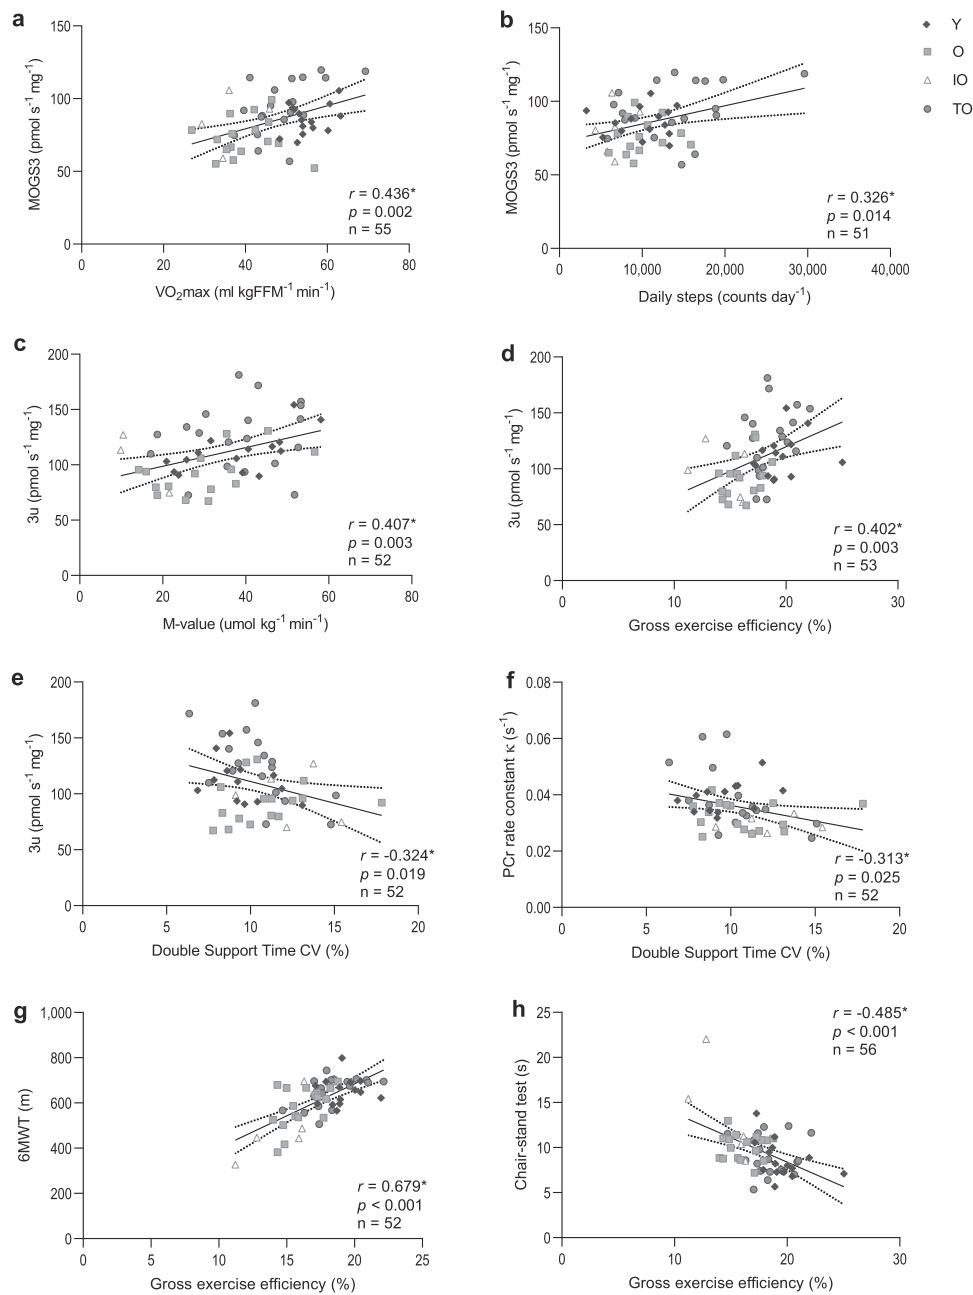 a
MOGS3 (pmol s⁻¹ mg⁻¹)
150
100
50
0
0 20 40 60 80
VO₂max (ml kgFFM⁻¹ min⁻¹)
r = 0.436*
p = 0.002
n = 55
b
MOGS3 (pmol s⁻¹ mg⁻¹)
150
100
50
0
0 10,000 20,000 30,000 40,000
Daily steps (counts day⁻¹)
r = 0.326*
p = 0.014
n = 51
Y
O
IO
TO
c
3u (pmol s⁻¹ mg⁻¹)
200
150
100
50
0
0 20 40 60 80
M-value (umol kg⁻¹ min⁻¹)
r = 0.407*
p = 0.003
n = 52
d
3u (pmol s⁻¹ mg⁻¹)
200
150
100
50
0
0 10 20 30
Gross exercise efficiency (%)
r = 0.402*
p = 0.003
n = 53
e
3u (pmol s⁻¹ mg⁻¹)
200
150
100
50
0
0 5 10 15 20
Double Support Time CV (%)
r = -0.324*
p = 0.019
n = 52
f
PCr rate constant κ (s⁻¹)
0.08
0.06
0.04
0.02
0.00
0 5 10 15 20
Double Support Time CV (%)
r = -0.313*
p = 0.025
n = 52
g
6MWT (m)
1,000
800
600
400
200
0
0 5 10 15 20 25
Gross exercise efficiency (%)
r = 0.679*
p < 0.001
n = 52
h
Chair-stand test (s)
25
20
15
10
5
0
0 10 20 30
Gross exercise efficiency (%)
r = -0.485*
p < 0.001
n = 56